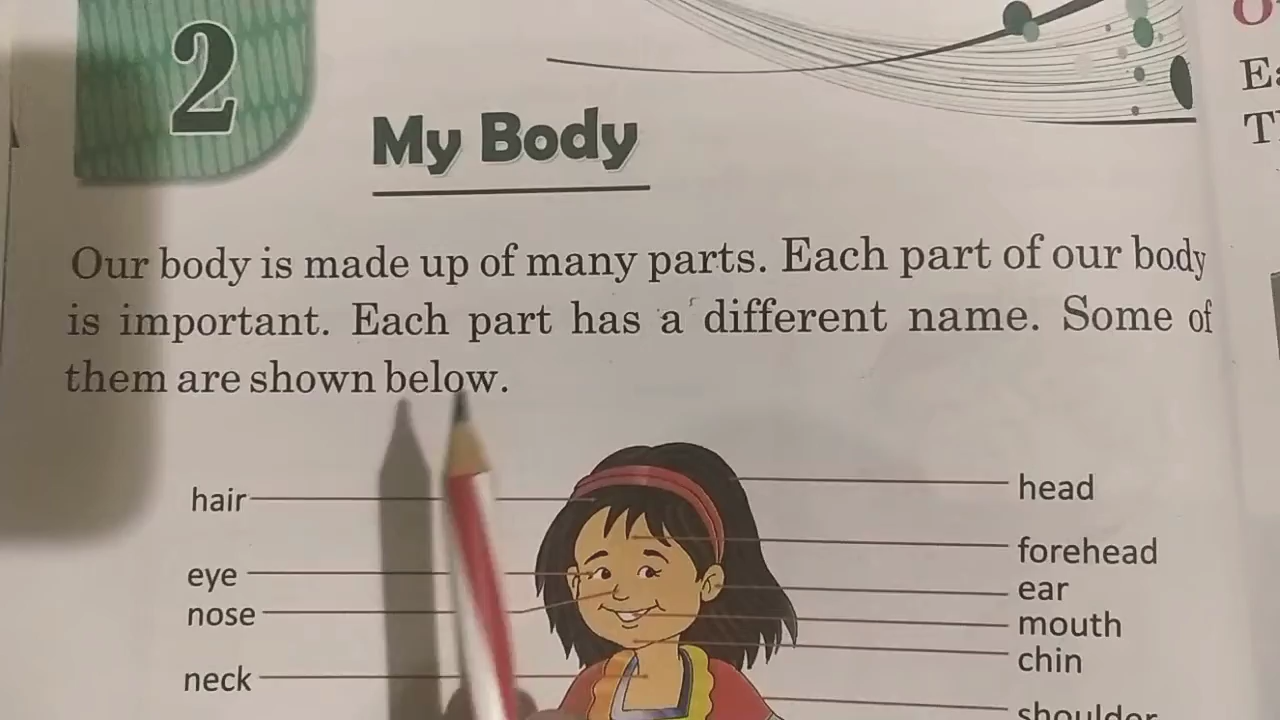 2
My Body
Our body is made up of many parts. Each part of our body
is important. Each part has a different name. Some of
them are shown below.
hair
head
forehead
eye
ear
nose
mouth
chin
neck
shoulder